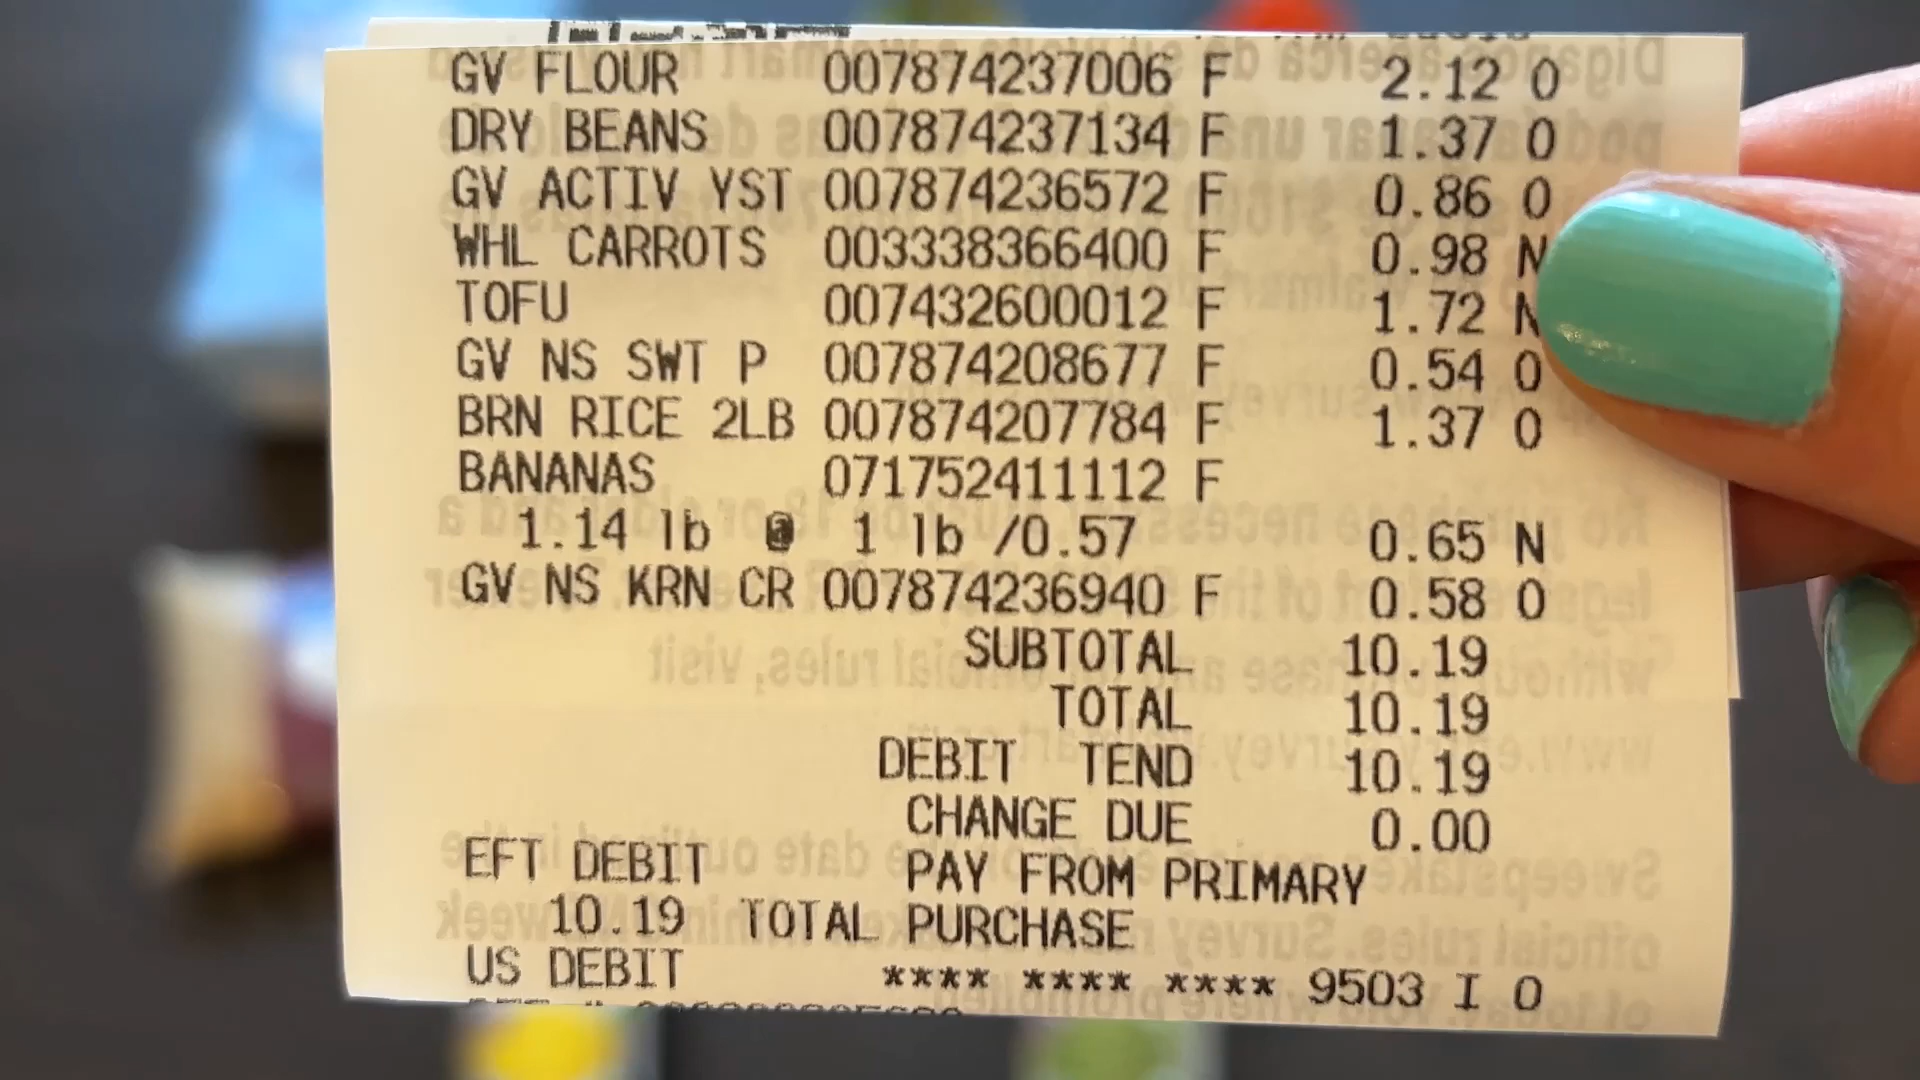 GV FLOUR 007874237006 F 2.12 O
DRY BEANS 007874237134 F 1.37 O
GV ACTIV YST 007874236572 F 0.86 O
WHL CARROTS 003338366400 F 0.98 N
TOFU 007432600012 F 1.72 N
GV NS SWT P 007874208677 F 0.54 O
BRN RICE 2LB 007874207784 F 1.37 O
BANANAS 071752411112 F
1.14 lb @ 1 lb /0.57 0.65 N
GV NS KRN CR 007874236940 F 0.58 O
SUBTOTAL 10.19
TOTAL 10.19
DEBIT TEND 10.19
CHANGE DUE 0.00
EFT DEBIT PAY FROM PRIMARY
10.19 TOTAL PURCHASE
US DEBIT **** **** **** 9503 I 0